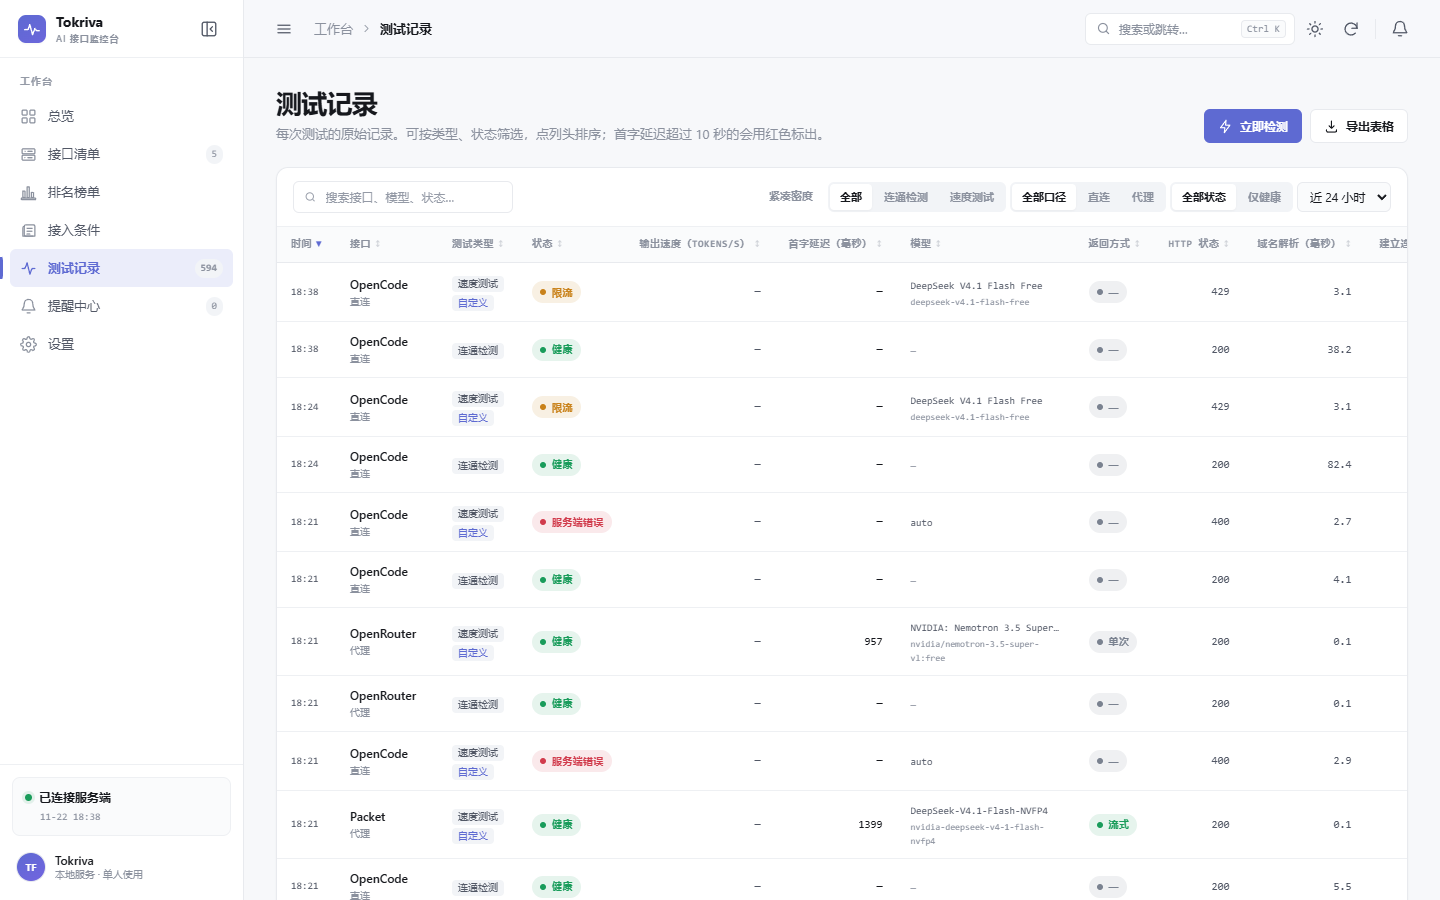 Tokriva
AI 接口监控台
工作台
总览
接口清单 5
排名榜单
接入条件
测试记录 594
提醒中心 0
设置
已连接服务端
11-22 18:38
TF
Tokriva
本地服务 · 单人使用
工作台 > 测试记录
搜索或跳转... Ctrl K
测试记录
每次测试的原始记录。可按类型、状态筛选，点列头排序；首字延迟超过 10 秒的会用红色标出。
立即检测 导出表格
搜索接口、模型、状态... 紧凑密度 全部 连通检测 速度测试 全部口径 直连 代理 全部状态 仅健康 近 24 小时
时间 ▼ 接口 测试类型 状态 输出速度 (TOKENS/S) 首字延迟 (毫秒) 模型 返回方式 HTTP 状态 域名解析 (毫秒) 建立连
18:38 OpenCode 直连 速度测试 自定义 限流 — — DeepSeek V4.1 Flash Free deepseek-v4.1-flash-free — 429 3.1
18:38 OpenCode 直连 连通检测 健康 — — — — 200 38.2
18:24 OpenCode 直连 速度测试 自定义 限流 — — DeepSeek V4.1 Flash Free deepseek-v4.1-flash-free — 429 3.1
18:24 OpenCode 直连 连通检测 健康 — — — — 200 82.4
18:21 OpenCode 直连 速度测试 自定义 服务端错误 — — auto — 400 2.7
18:21 OpenCode 直连 连通检测 健康 — — — — 200 4.1
18:21 OpenRouter 代理 速度测试 自定义 健康 — 957 NVIDIA: Nemotron 3.5 Super… nvidia/nemotron-3.5-super-v1:free 单次 200 0.1
18:21 OpenRouter 代理 连通检测 健康 — — — — 200 0.1
18:21 OpenCode 直连 速度测试 自定义 服务端错误 — — auto — 400 2.9
18:21 Packet 代理 速度测试 自定义 健康 — 1399 DeepSeek-V4.1-Flash-NVFP4 nvidia-deepseek-v4-1-flash-nvfp4 流式 200 0.1
18:21 OpenCode 直连 连通检测 健康 — — — — 200 5.5